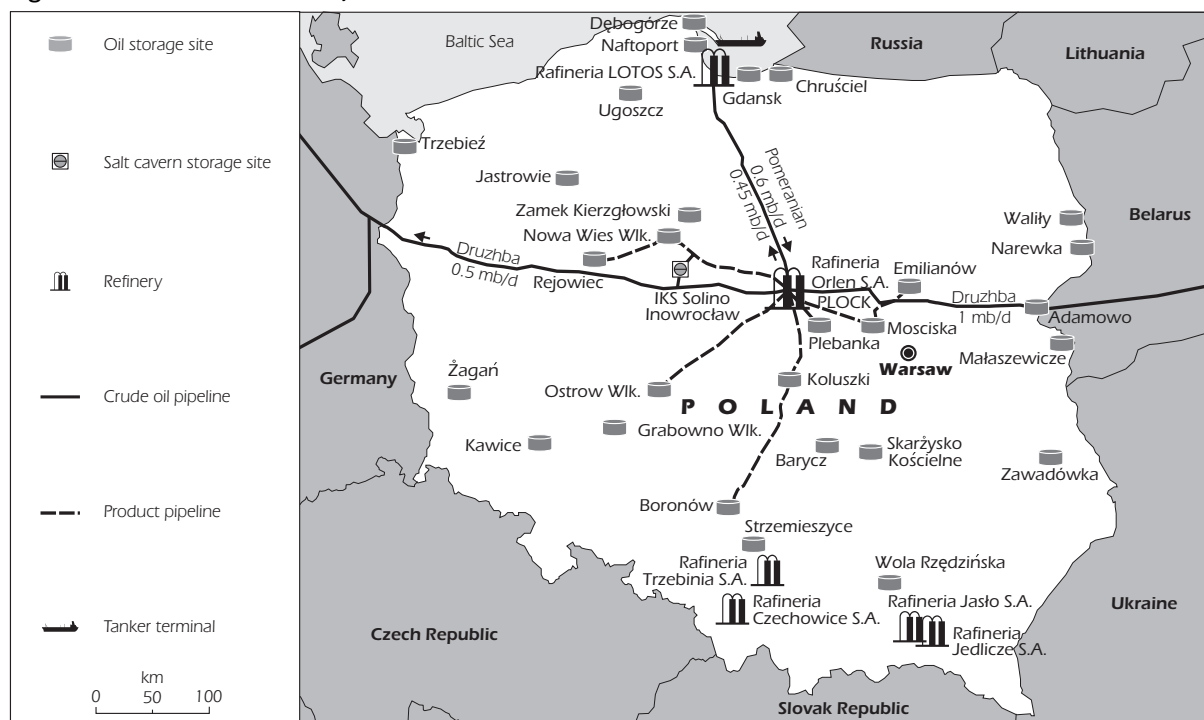 Oil storage site
Salt cavern storage site
Refinery
Crude oil pipeline
Product pipeline
Tanker terminal
km
0 50 100
Baltic Sea
Russia
Lithuania
Belarus
Ukraine
Slovak Republic
Czech Republic
Germany
Dębogórze
Naftoport
Rafineria LOTOS S.A.
Gdansk
Chruściel
Ugoszcz
Trzebież
Jastrowie
Zamek Kierzgłowski
Nowa Wies Wlk.
Rejowiec
IKS Solino
Inowrocław
Pomeranian
0.6 mb/d
0.45 mb/d
Druzhba
0.5 mb/d
Rafineria
Orlen S.A.
PLOCK
Emilianów
Waliły
Narewka
Druzhba
1 mb/d
Adamowo
Plebanka
Mosciska
Małaszewicze
Warsaw
Koluszki
POLAND
Żagań
Ostrow Wlk.
Grabowno Wlk.
Kawice
Barycz
Skarżysko
Kościelne
Zawadówka
Boronów
Strzemieszyce
Rafineria
Trzebinia S.A.
Rafineria
Czechowice S.A.
Wola Rzędzińska
Rafineria Jasło S.A.
Rafineria
Jedlicze S.A.